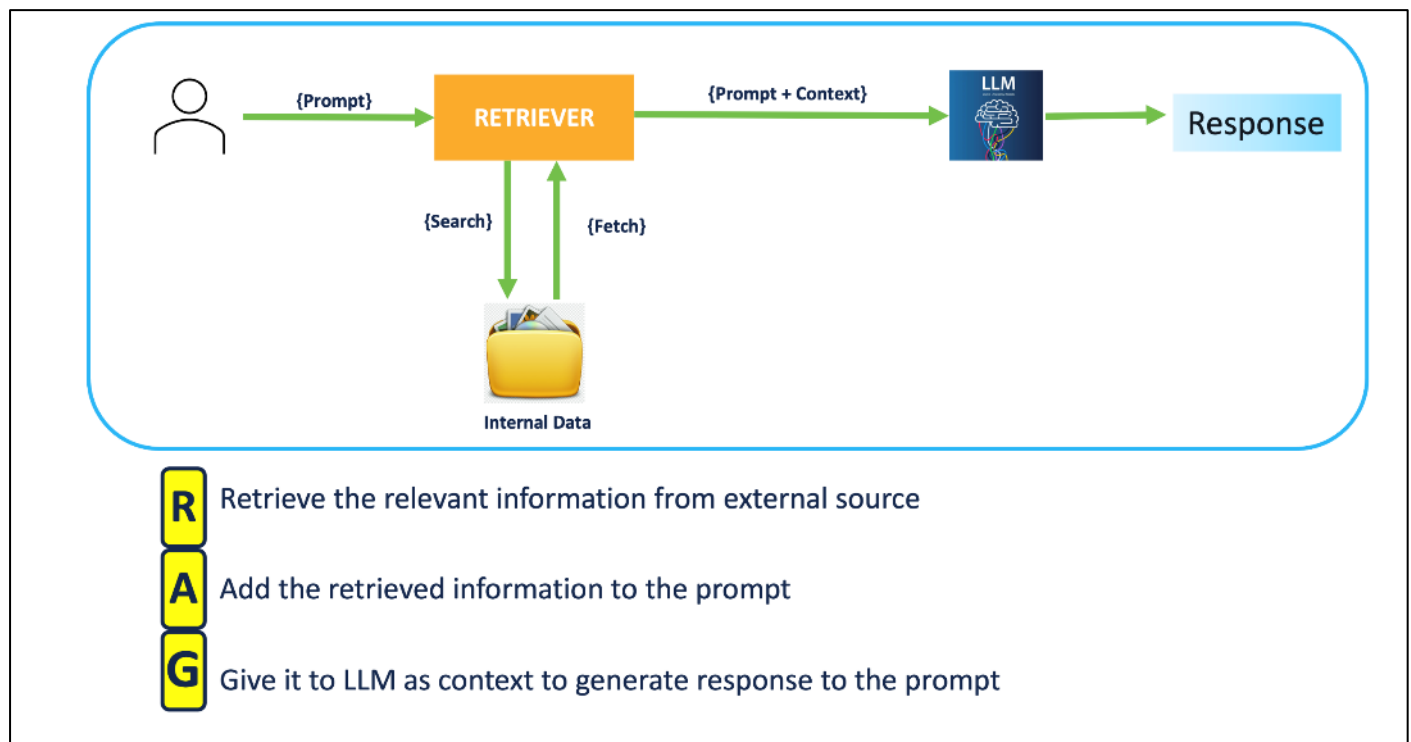 {Prompt}
RETRIEVER
{Prompt + Context}
LLM
Response
{Search}
{Fetch}
Internal Data
R Retrieve the relevant information from external source
A Add the retrieved information to the prompt
G Give it to LLM as context to generate response to the prompt